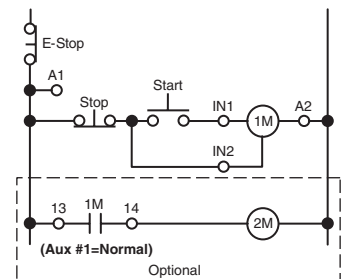 E-Stop
A1
Stop
Start
IN1
1M
A2
IN2
13
1M
14
2M
(Aux #1=Normal)
Optional